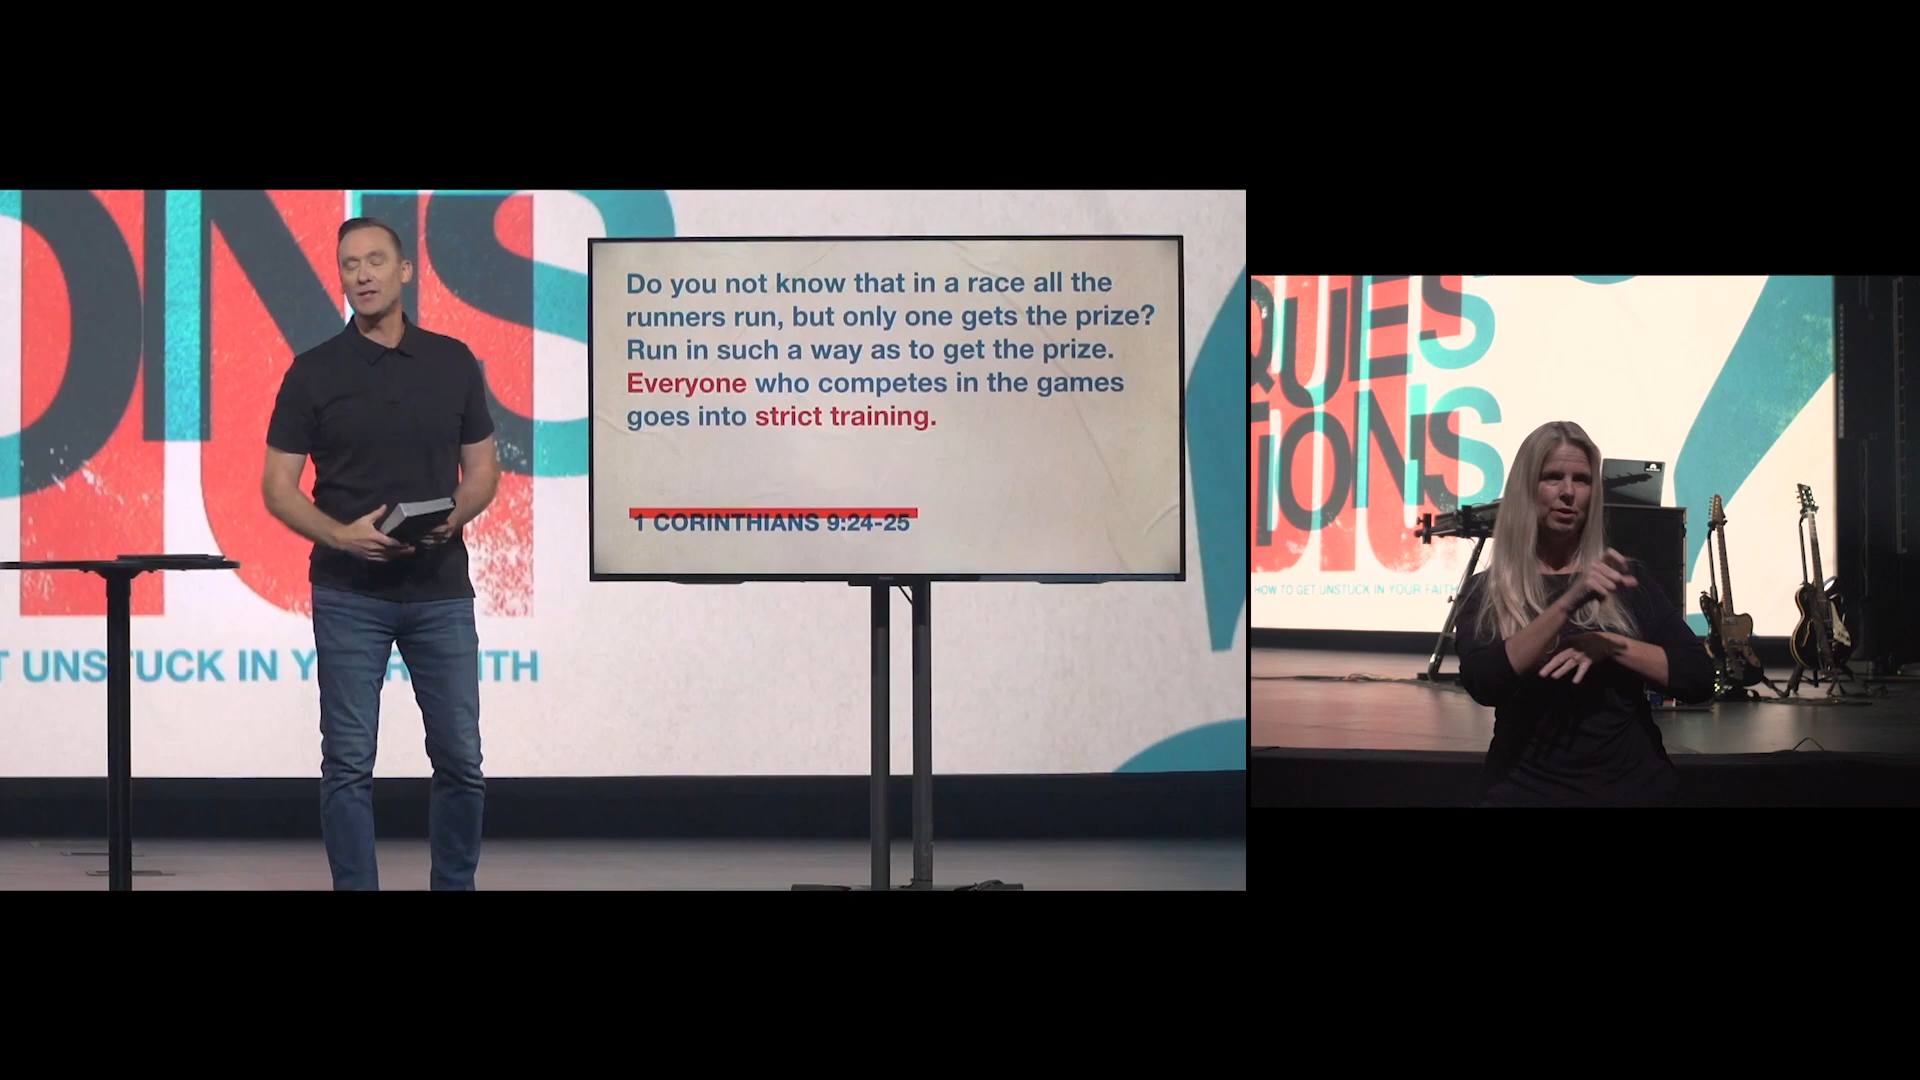 IONS
T UNSTUCK IN Y
ITH
Do you not know that in a race all the
runners run, but only one gets the prize?
Run in such a way as to get the prize.
Everyone who competes in the games
goes into strict training.
1 CORINTHIANS 9:24-25
QUES
TIONS
HOW TO GET UNSTUCK IN YOUR FAITH